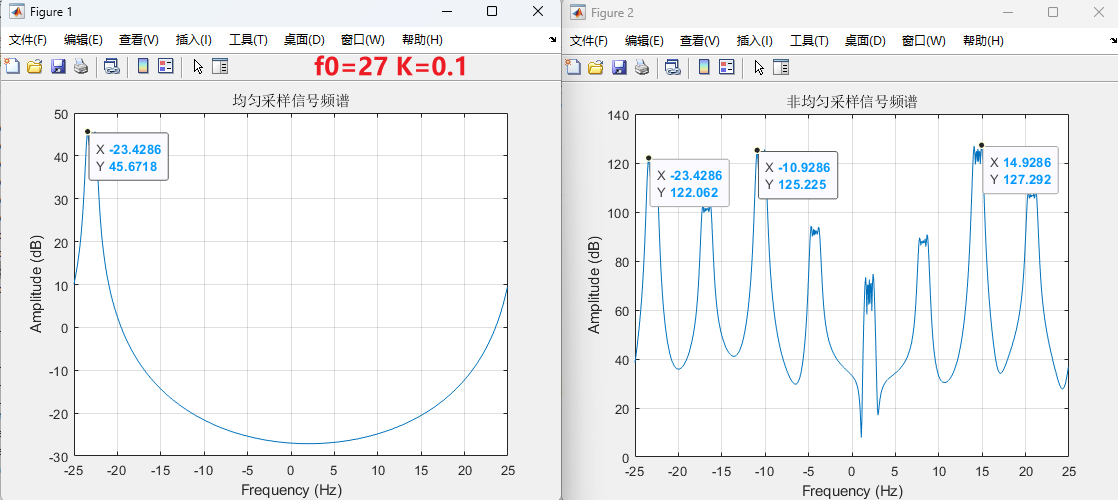 Figure 1
文件(F) 编辑(E) 查看(V) 插入(I) 工具(T) 桌面(D) 窗口(W) 帮助(H)
f0=27 K=0.1
均匀采样信号频谱
50
40
30
20
10
0
-10
-20
-30
Amplitude (dB)
X -23.4286
Y 45.6718
-25 -20 -15 -10 -5 0 5 10 15 20 25
Frequency (Hz)
Figure 2
文件(F) 编辑(E) 查看(V) 插入(I) 工具(T) 桌面(D) 窗口(W) 帮助(H)
非均匀采样信号频谱
140
120
100
80
60
40
20
0
Amplitude (dB)
X -23.4286
Y 122.062
X -10.9286
Y 125.225
X 14.9286
Y 127.292
-25 -20 -15 -10 -5 0 5 10 15 20 25
Frequency (Hz)